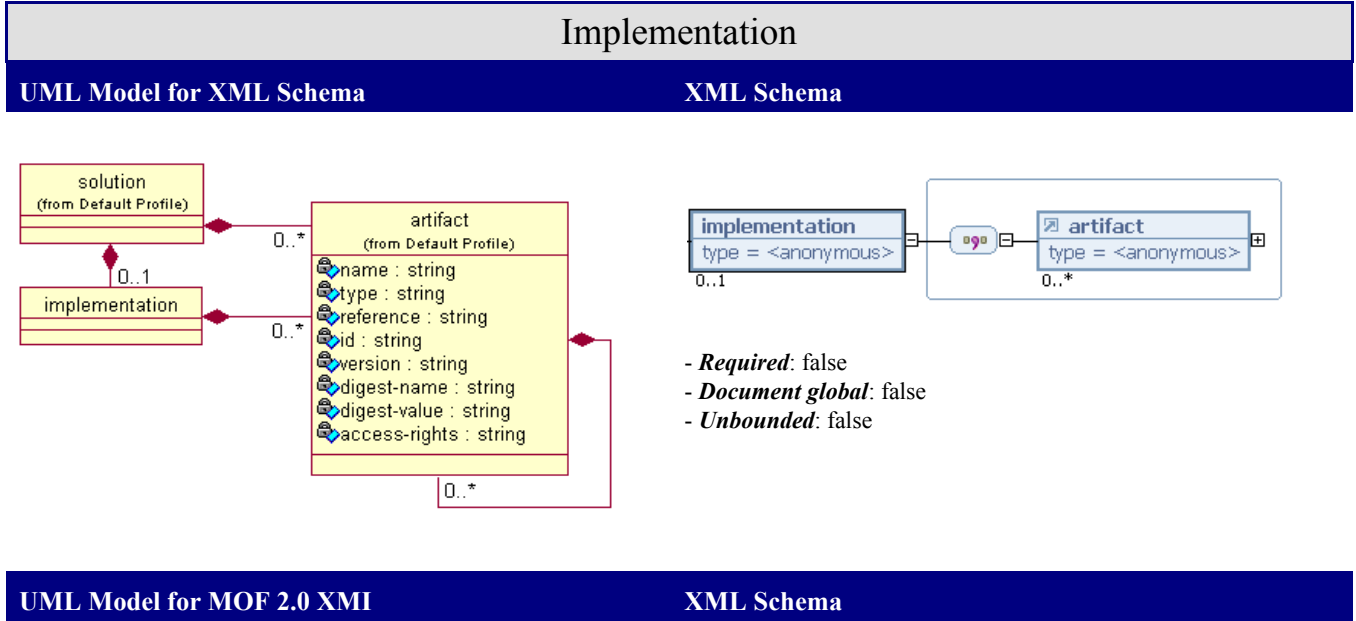 Implementation
UML Model for XML Schema
XML Schema
solution
(from Default Profile)
0..*
0..1
implementation
0..*
artifact
(from Default Profile)
name : string
type : string
reference : string
id : string
version : string
digest-name : string
digest-value : string
access-rights : string
0..*
implementation
type = <anonymous>
0..1
artifact
type = <anonymous>
0..*
- Required: false
- Document global: false
- Unbounded: false
UML Model for MOF 2.0 XMI
XML Schema